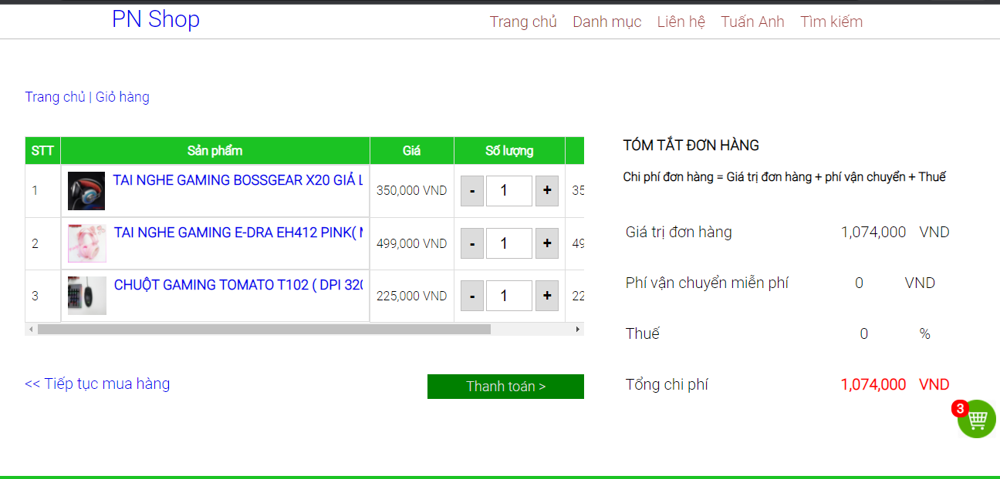 PN Shop
Trang chủ Danh mục Liên hệ Tuấn Anh Tìm kiếm
Trang chủ | Giỏ hàng
STT Sản phẩm Giá Số lượng
1 TAI NGHE GAMING BOSSGEAR X20 GIẢ L 350,000 VND - 1 + 35
2 TAI NGHE GAMING E-DRA EH412 PINK( M 499,000 VND - 1 + 49
3 CHUỘT GAMING TOMATO T102 ( DPI 320 225,000 VND - 1 + 22
<< Tiếp tục mua hàng
Thanh toán >
TÓM TẮT ĐƠN HÀNG
Chi phí đơn hàng = Giá trị đơn hàng + phí vận chuyển + Thuế
Giá trị đơn hàng 1,074,000 VND
Phí vận chuyển miễn phí 0 VND
Thuế 0 %
Tổng chi phí 1,074,000 VND
3